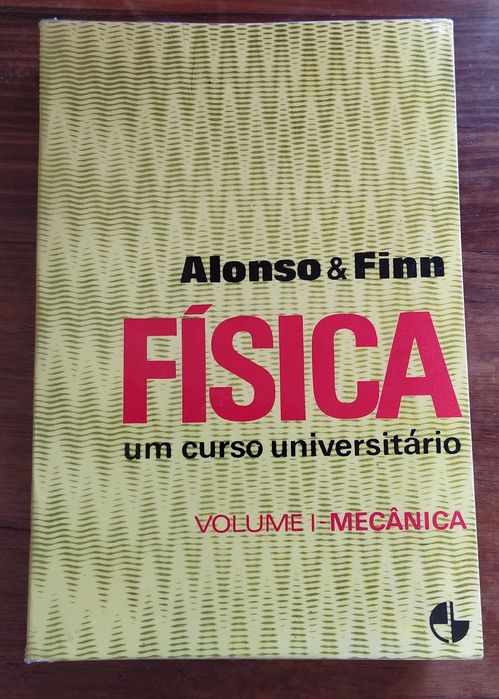 Alonso & Finn
FÍSICA
um curso universitário
VOLUME I - MECÂNICA